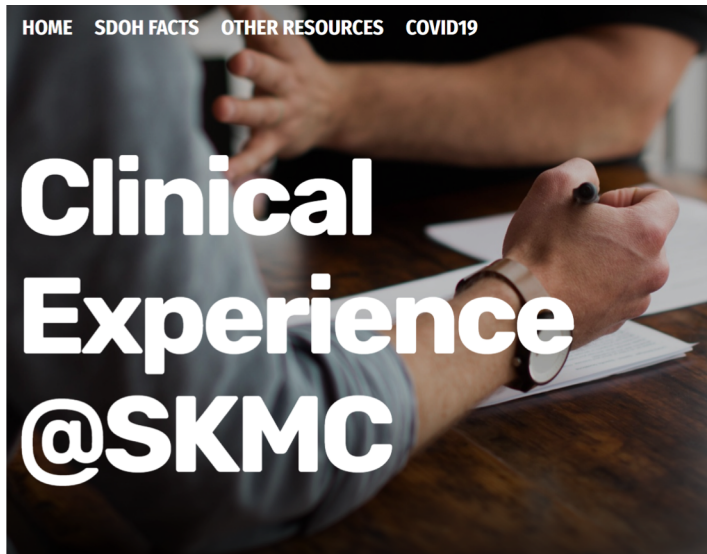 HOME SDOH FACTS OTHER RESOURCES COVID19
Clinical
Experience
@SKMC